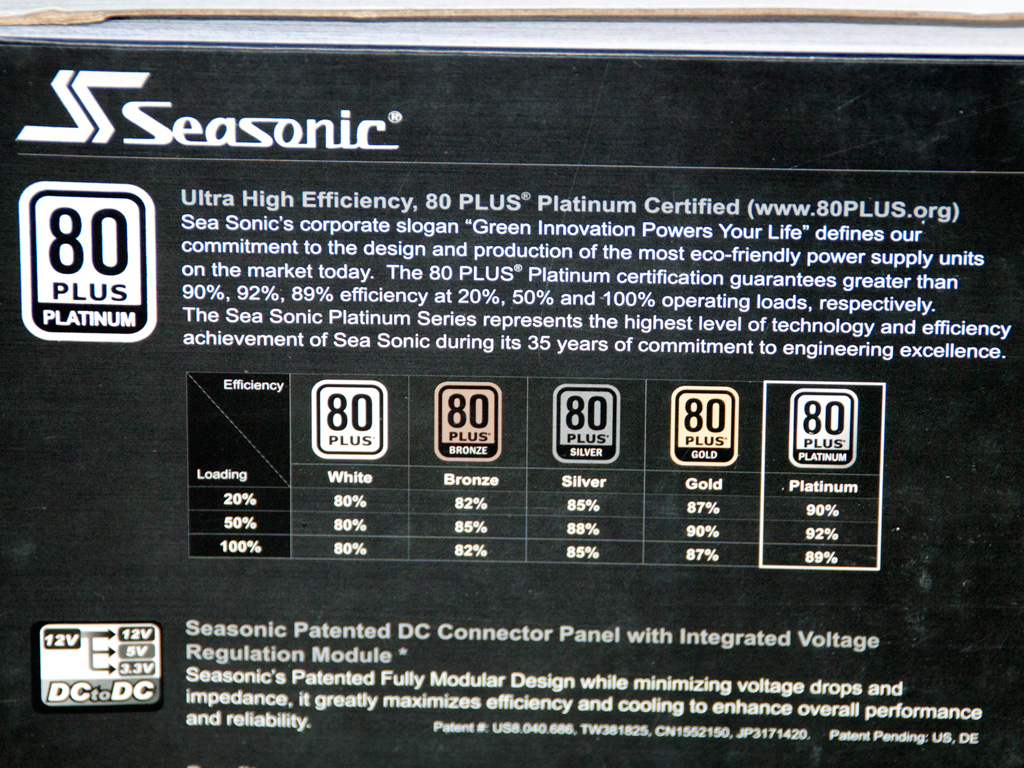 Seasonic®
80
PLUS
PLATINUM
Ultra High Efficiency, 80 PLUS® Platinum Certified (www.80PLUS.org)
Sea Sonic's corporate slogan “Green Innovation Powers Your Life” defines our
commitment to the design and production of the most eco-friendly power supply units
on the market today. The 80 PLUS® Platinum certification guarantees greater than
90%, 92%, 89% efficiency at 20%, 50% and 100% operating loads, respectively.
The Sea Sonic Platinum Series represents the highest level of technology and efficiency
achievement of Sea Sonic during its 35 years of commitment to engineering excellence.
Efficiency 80 80 80 80 80
PLUS PLUS PLUS PLUS PLUS
BRONZE SILVER GOLD PLATINUM
Loading White Bronze Silver Gold Platinum
20% 80% 82% 85% 87% 90%
50% 80% 85% 88% 90% 92%
100% 80% 82% 85% 87% 89%
12V 12V
5V
3.3V
DC to DC
Seasonic Patented DC Connector Panel with Integrated Voltage
Regulation Module *
Seasonic's Patented Fully Modular Design while minimizing voltage drops and
impedance, it greatly maximizes efficiency and cooling to enhance overall performance
and reliability. Patent #: US8.040.686, TW381825, CN1552150, JP3171420. Patent Pending: US, DE